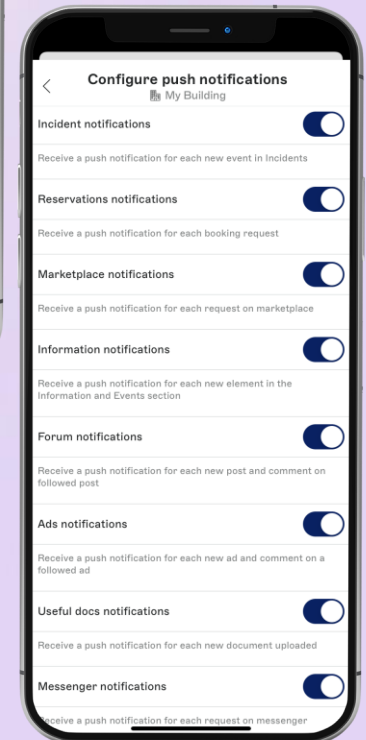 Configure push notifications
My Building
Incident notifications
Receive a push notification for each new event in Incidents
Reservations notifications
Receive a push notification for each booking request
Marketplace notifications
Receive a push notification for each request on marketplace
Information notifications
Receive a push notification for each new element in the
Information and Events section
Forum notifications
Receive a push notification for each new post and comment on
followed post
Ads notifications
Receive a push notification for each new ad and comment on a
followed ad
Useful docs notifications
Receive a push notification for each new document uploaded
Messenger notifications
Receive a push notification for each request on messenger